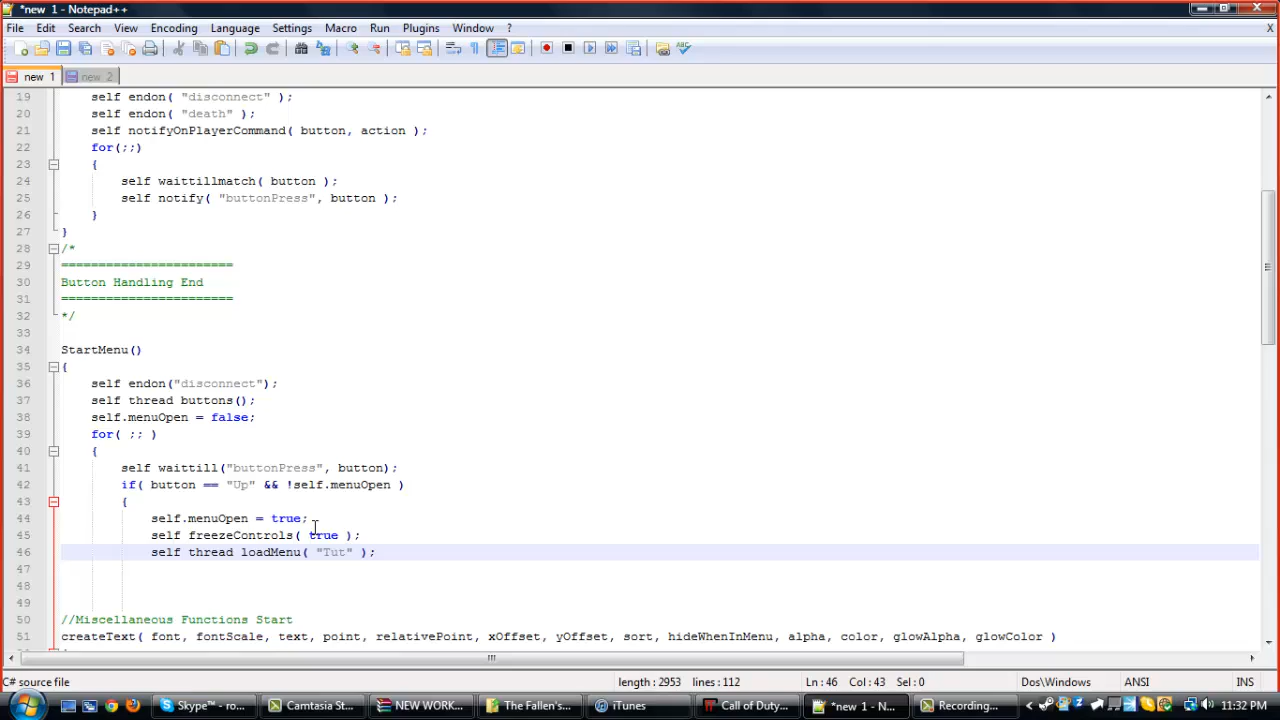 *new 1 - Notepad++
File Edit Search View Encoding Language Settings Macro Run Plugins Window ? X
new 1 new 2
19 self endon( "disconnect" );
20 self endon( "death" );
21 self notifyOnPlayerCommand( button, action );
22 for(;;)
23 {
24 self waittillmatch( button );
25 self notify( "buttonPress", button );
26 }
27 }
28 /*
29 =======================
30 Button Handling End
31 =======================
32 */
33
34 StartMenu()
35 {
36 self endon("disconnect");
37 self thread buttons();
38 self.menuOpen = false;
39 for( ;; )
40 {
41 self waittill("buttonPress", button);
42 if( button == "Up" && !self.menuOpen )
43 {
44 self.menuOpen = true;
45 self freezeControls( true );
46 self thread loadMenu( "Tut" );
47
48
49
50 //Miscellaneous Functions Start
51 createText( font, fontScale, text, point, relativePoint, xOffset, yOffset, sort, hideWhenInMenu, alpha, color, glowAlpha, glowColor )
C# source file length : 2953 lines : 112 Ln : 46 Col : 43 Sel : 0 Dos\Windows ANSI INS
Skype™ - ro... Camtasia St... NEW WORK... The Fallen's... iTunes Call of Duty... *new 1 - N... Recording... 11:32 PM